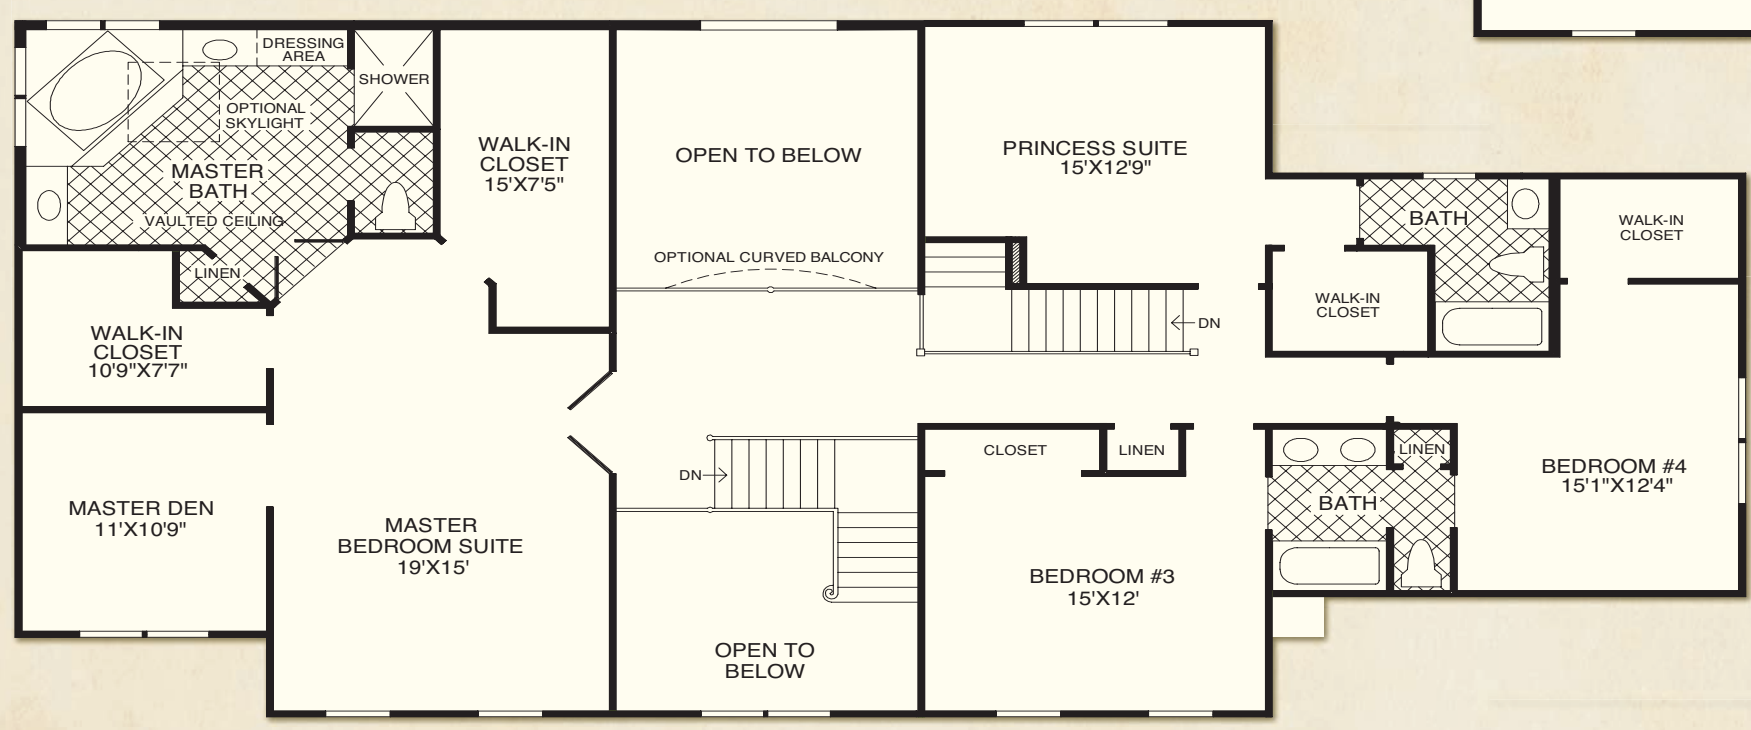 DRESSING
AREA
SHOWER
OPTIONAL
SKYLIGHT
MASTER
BATH
VAULTED CEILING
LINEN
WALK-IN
CLOSET
15'X7'5"
OPEN TO BELOW
OPTIONAL CURVED BALCONY
PRINCESS SUITE
15'X12'9"
BATH
WALK-IN
CLOSET
WALK-IN
CLOSET
DN
WALK-IN
CLOSET
10'9"X7'7"
MASTER DEN
11'X10'9"
MASTER
BEDROOM SUITE
19'X15'
DN
OPEN TO
BELOW
CLOSET
LINEN
BEDROOM #3
15'X12'
LINEN
BATH
BEDROOM #4
15'1"X12'4"